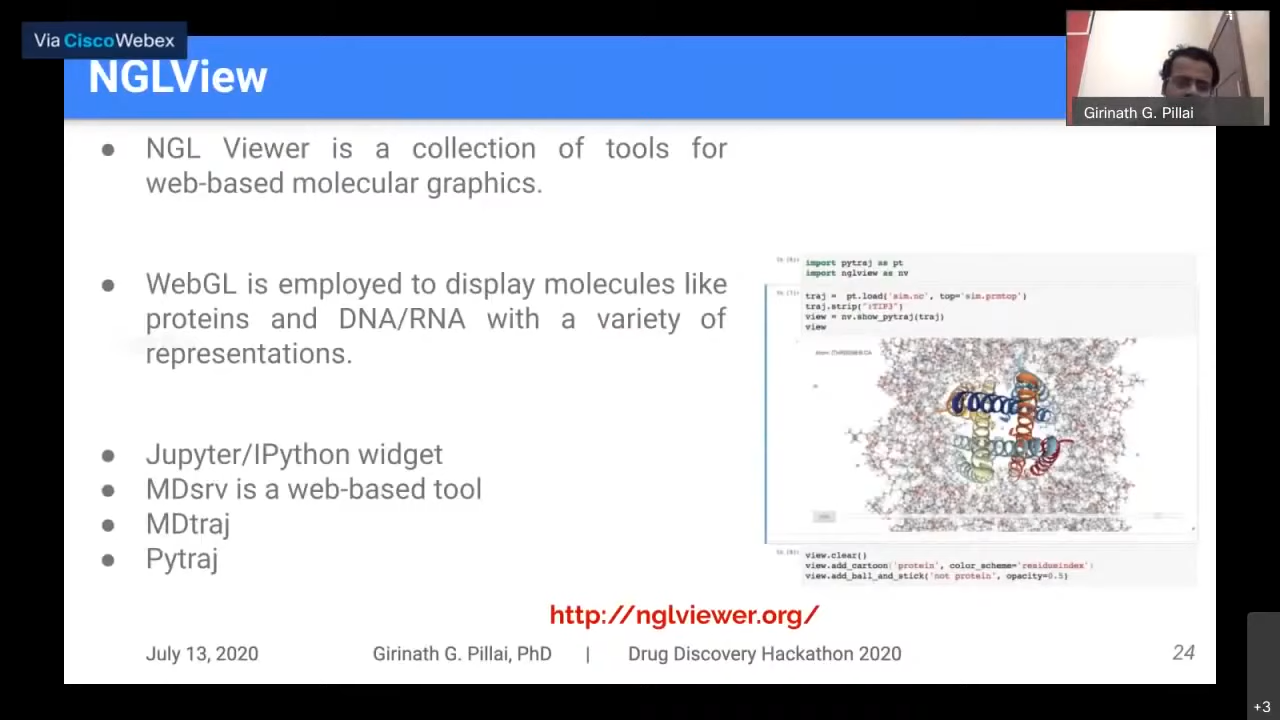 Via CiscoWebex
NGLView
Girinath G. Pillai
● NGL Viewer is a collection of tools for
web-based molecular graphics.
● WebGL is employed to display molecules like
proteins and DNA/RNA with a variety of
representations.
● Jupyter/IPython widget
● MDsrv is a web-based tool
● MDtraj
● Pytraj
import pytraj as pt
import nglview as nv
traj = pt.load('sim.nc', top='sim.prmtop')
traj.strip(":TIP3")
view = nv.show_pytraj(traj)
view
view.clear()
view.add_cartoon('protein', color_scheme='residueindex')
view.add_ball_and_stick('not protein', opacity=0.5)
http://nglviewer.org/
July 13, 2020 Girinath G. Pillai, PhD | Drug Discovery Hackathon 2020 24
+3